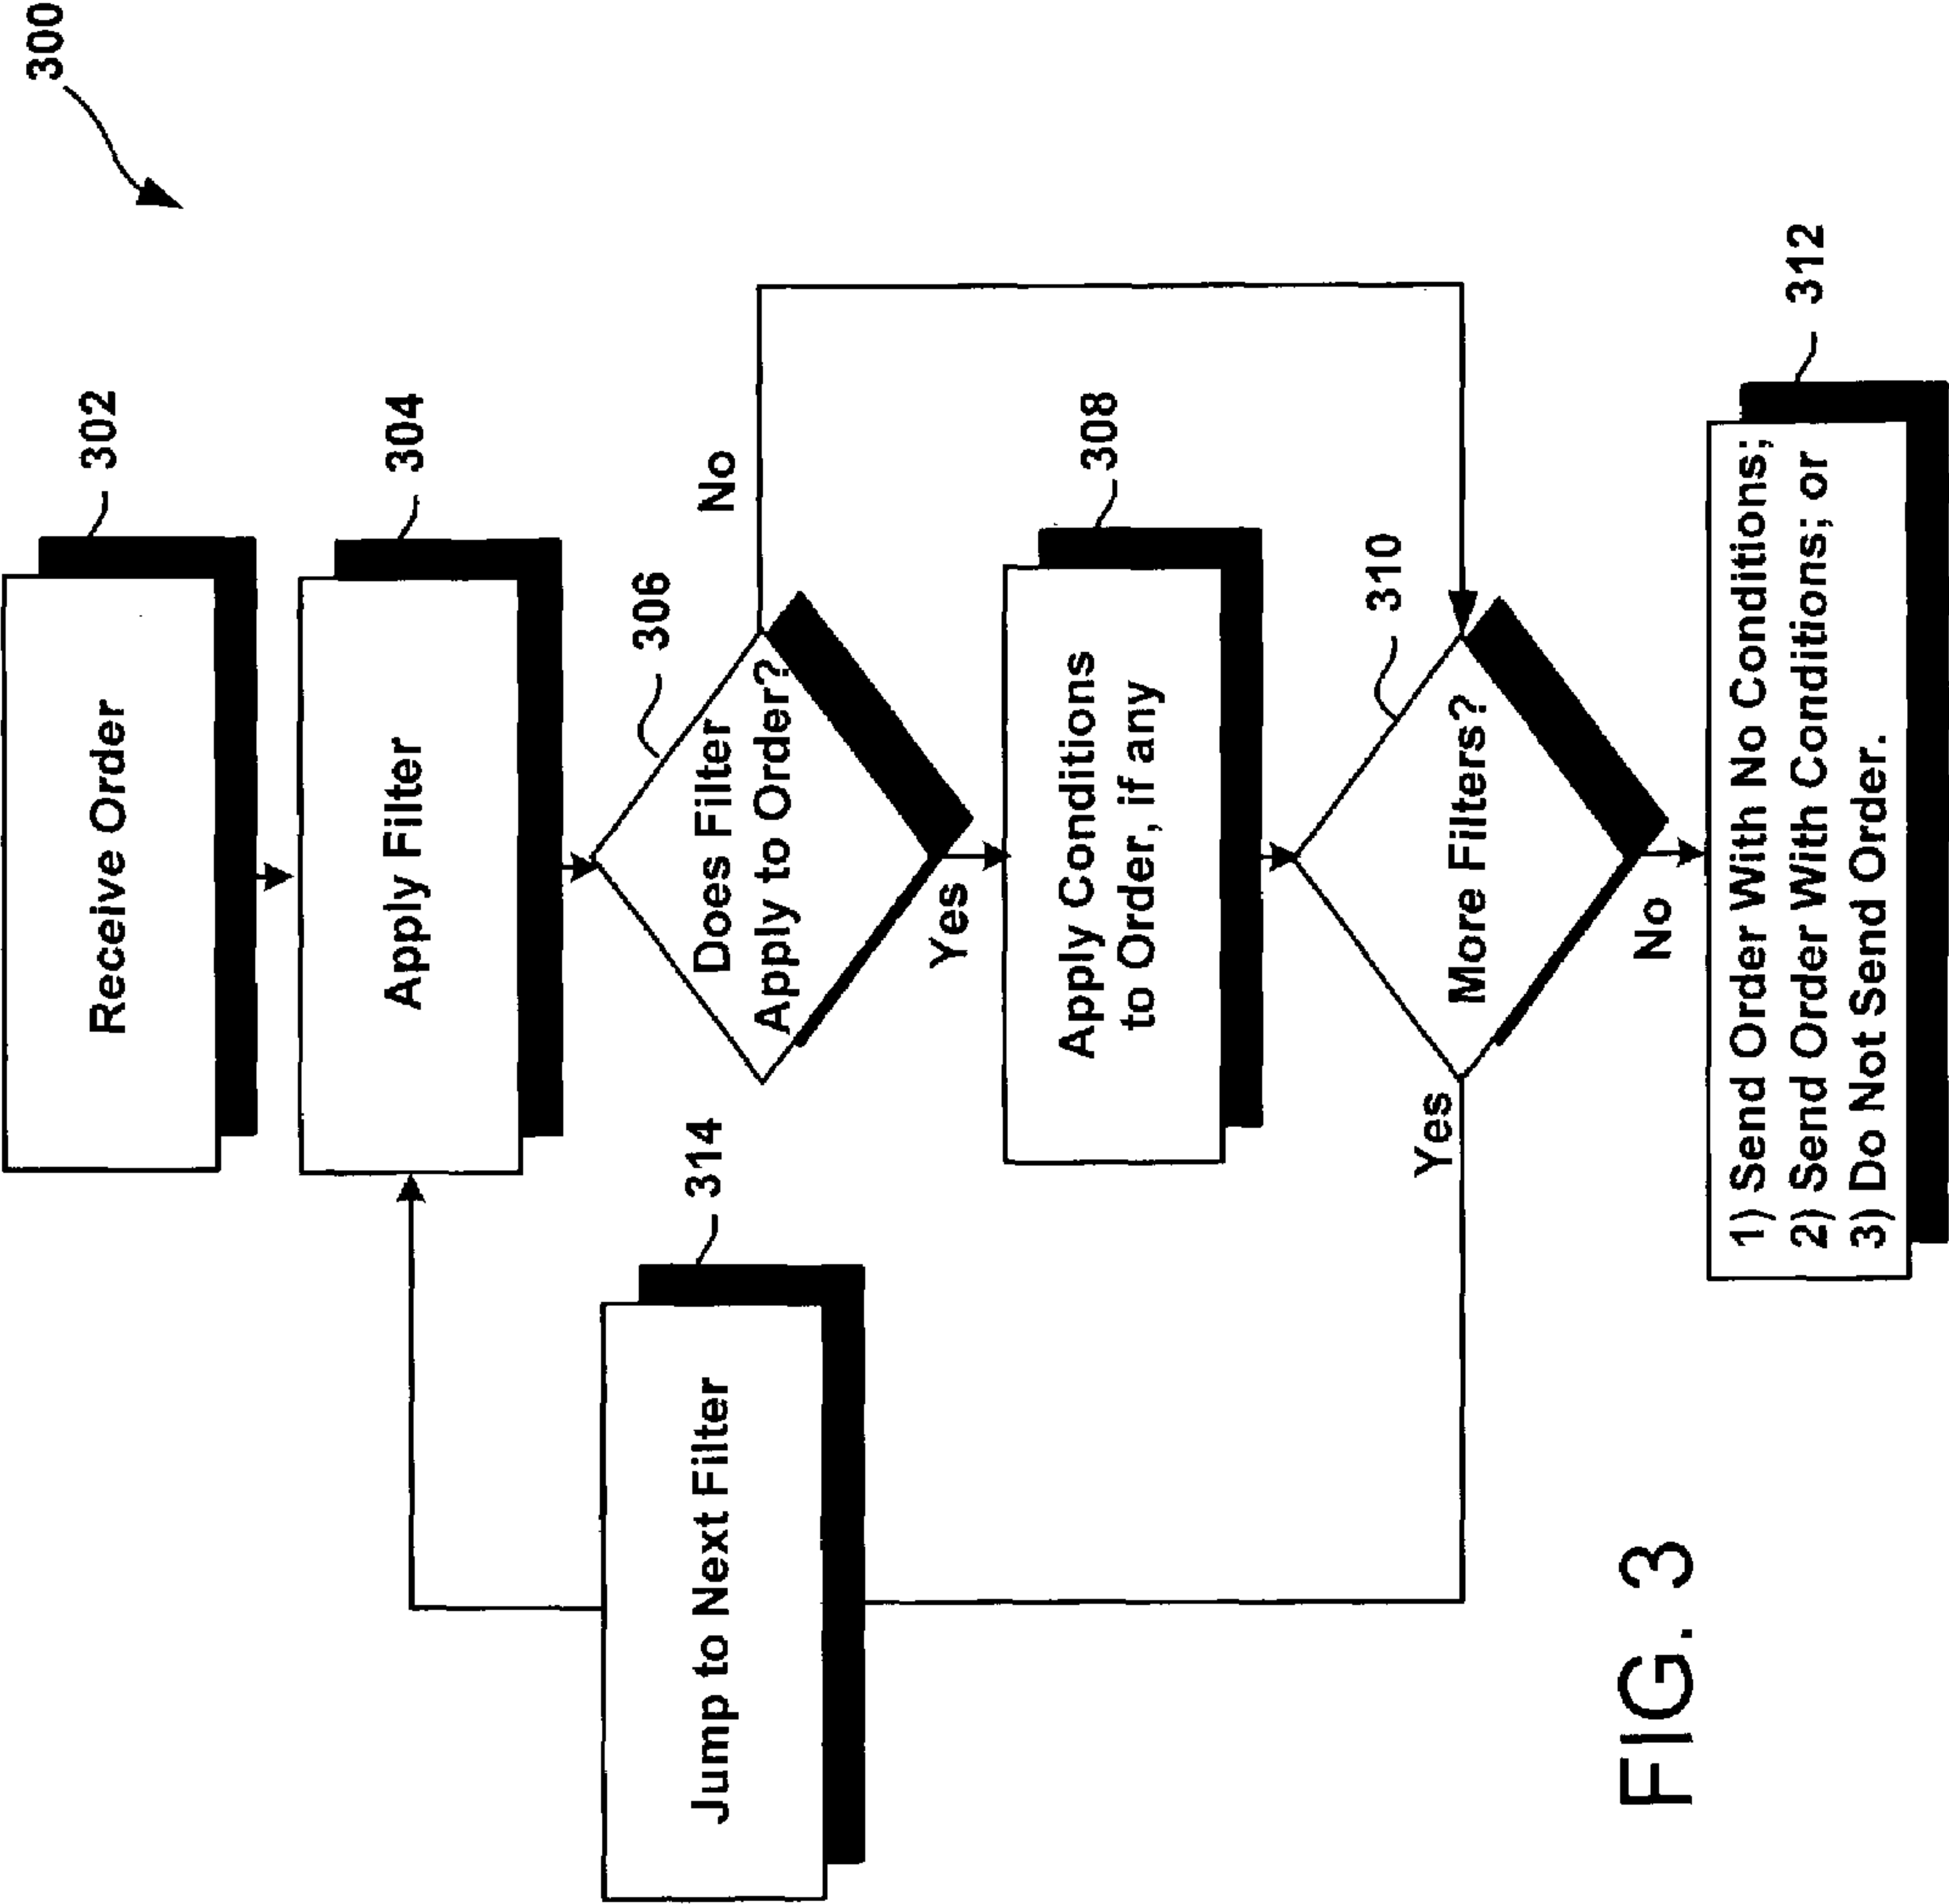 300
Receive Order
302
Apply Filter
304
Does Filter
Apply to Order?
306
No
Yes
Apply Conditions
to Order, if any
308
More Filters?
310
Yes
No
Jump to Next Filter
314
1) Send Order With No Conditions;
2) Send Order With Conditions; or
3) Do Not Send Order.
312
FIG. 3